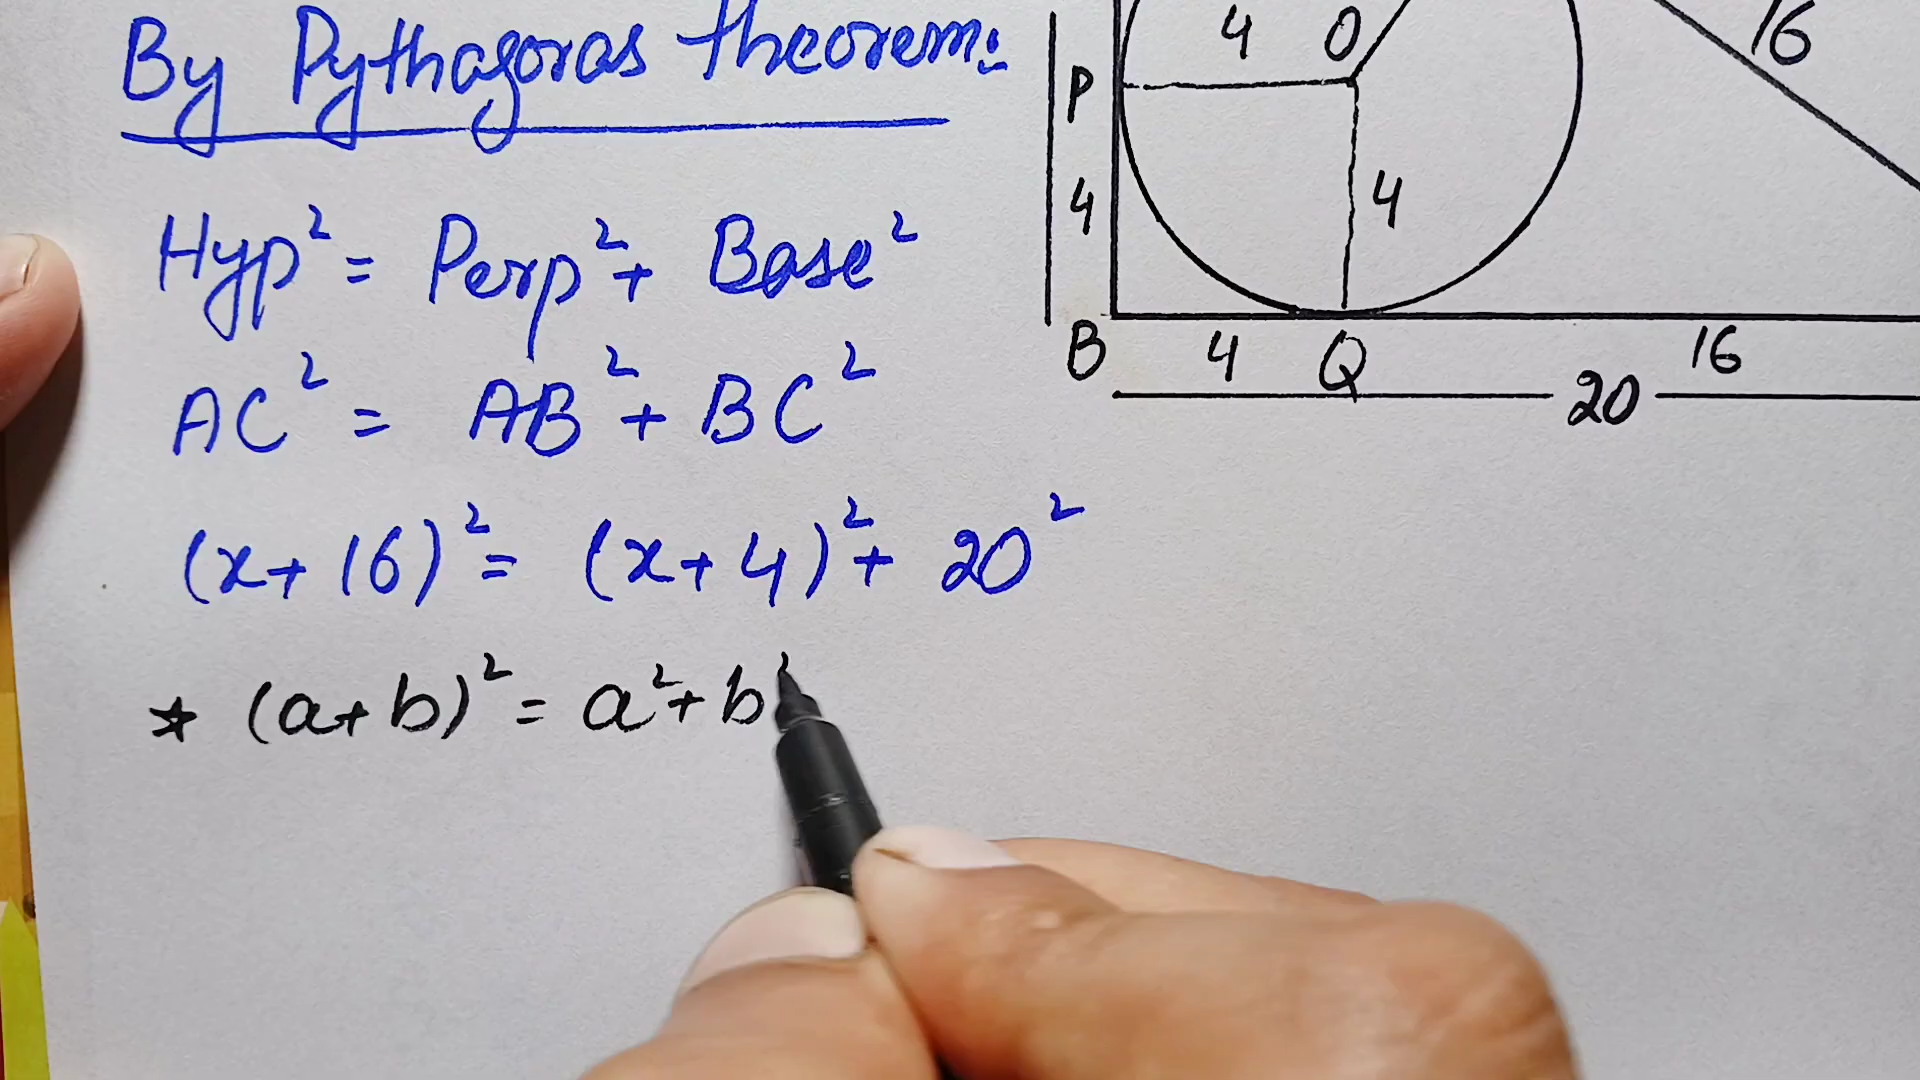 By Pythagoras theorem:
Hyp² = Perp² + Base²
AC² = AB² + BC²
(x + 16)² = (x + 4)² + 20²
* (a + b)² = a² + b²
4 O
16
P
4
4
B 4 Q 16
20